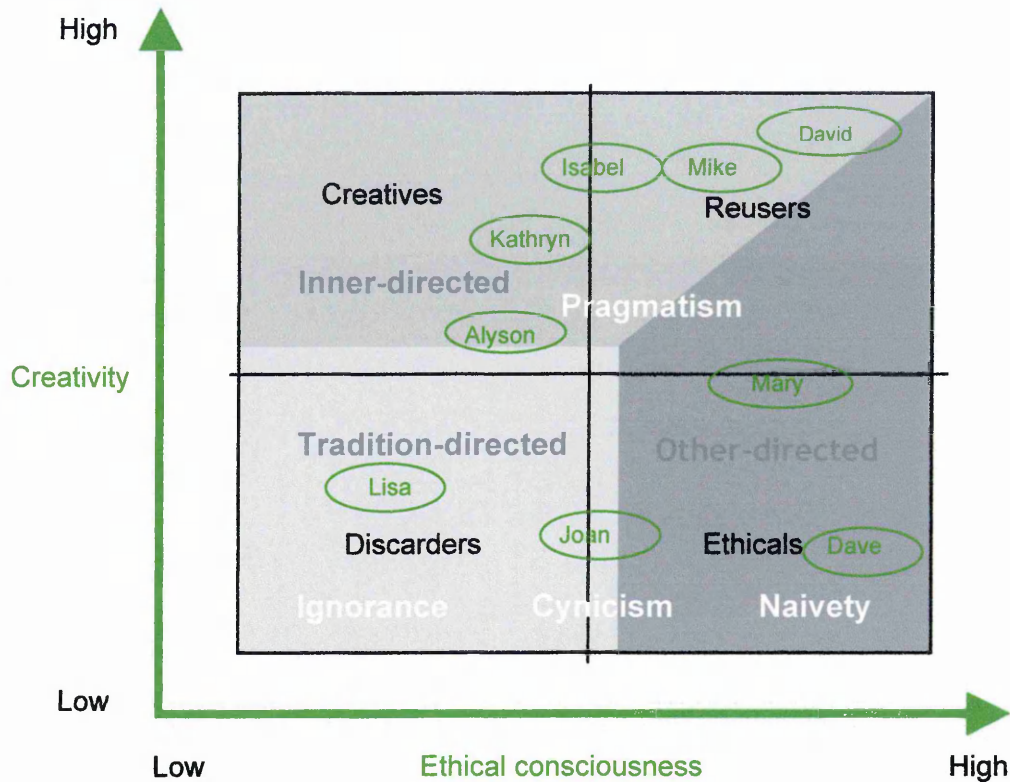 High
David
Isabel
Mike
Creatives
Reusers
Kathryn
Inner-directed
Pragmatism
Alyson
Creativity
Mary
Tradition-directed
Other-directed
Lisa
Discarders
Joan
Ethicals
Dave
Ignorance
Cynicism
Naivety
Low
Low
Ethical consciousness
High